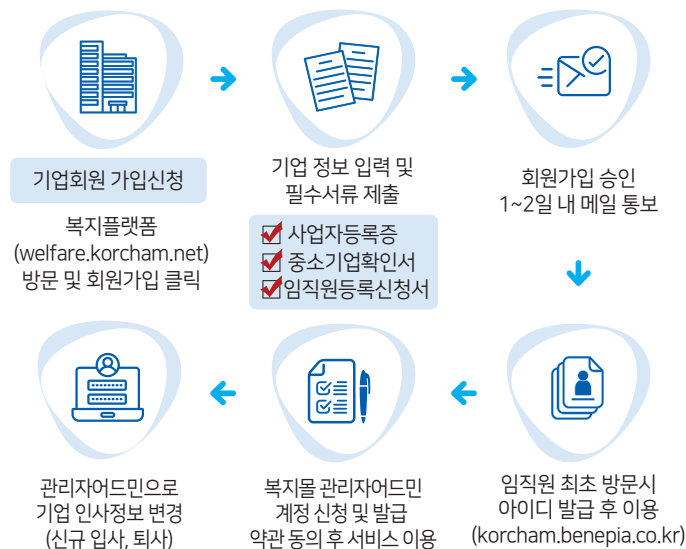 기업회원 가입신청
복지플랫폼
(welfare.korcham.net)
방문 및 회원가입 클릭
기업 정보 입력 및
필수서류 제출
사업자등록증
중소기업확인서
임직원등록신청서
회원가입 승인
1~2일 내 메일 통보
임직원 최초 방문시
아이디 발급 후 이용
(korcham.benepia.co.kr)
복지몰 관리자어드민
계정 신청 및 발급
약관 동의 후 서비스 이용
관리자어드민으로
기업 인사정보 변경
(신규 입사, 퇴사)